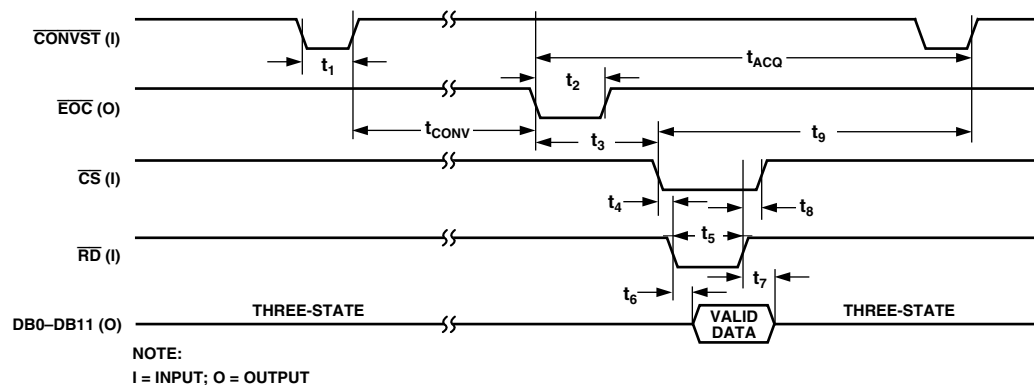 CONVST (I)
t1
tACQ
t2
EOC (O)
tCONV
t3
t9
CS (I)
t4
t8
t5
RD (I)
t7
t6
THREE-STATE
THREE-STATE
DB0–DB11 (O)
VALID
DATA
NOTE:
I = INPUT; O = OUTPUT